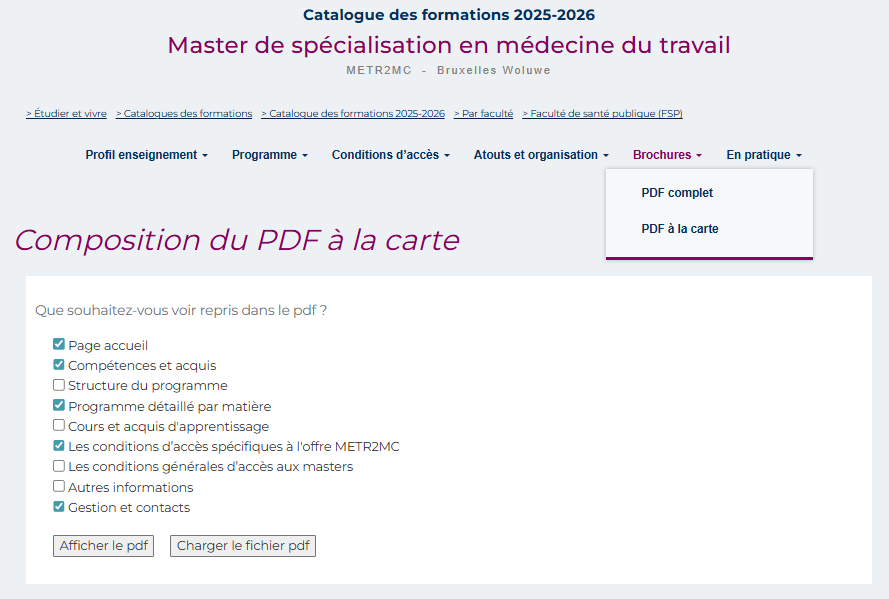 Catalogue des formations 2025-2026
Master de spécialisation en médecine du travail
METR2MC - Bruxelles Woluwe
> Étudier et vivre > Catalogues des formations > Catalogue des formations 2025-2026 > Par faculté > Faculté de santé publique (FSP)
Profil enseignement Programme Conditions d’accès Atouts et organisation Brochures En pratique
PDF complet
PDF à la carte
Composition du PDF à la carte
Que souhaitez-vous voir repris dans le pdf ?
Page accueil
Compétences et acquis
Structure du programme
Programme détaillé par matière
Cours et acquis d'apprentissage
Les conditions d’accès spécifiques à l'offre METR2MC
Les conditions générales d’accès aux masters
Autres informations
Gestion et contacts
Afficher le pdf Charger le fichier pdf